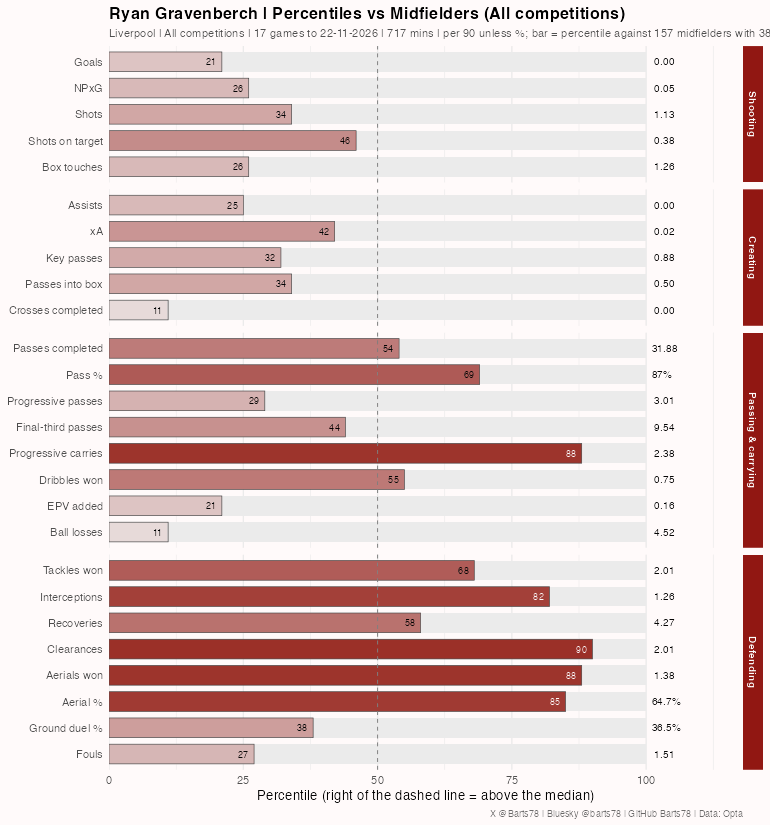 Ryan Gravenberch | Percentiles vs Midfielders (All competitions)
Liverpool | All competitions | 17 games to 22-11-2026 | 717 mins | per 90 unless %; bar = percentile against 157 midfielders with 38
Goals 21 0.00
NPxG 26 0.05
Shots 34 1.13
Shots on target 46 0.38
Box touches 26 1.26
Shooting
Assists 25 0.00
xA 42 0.02
Key passes 32 0.88
Passes into box 34 0.50
Crosses completed 11 0.00
Creating
Passes completed 54 31.88
Pass % 69 87%
Progressive passes 29 3.01
Final-third passes 44 9.54
Progressive carries 88 2.38
Dribbles won 55 0.75
EPV added 21 0.16
Ball losses 11 4.52
Passing & carrying
Tackles won 68 2.01
Interceptions 82 1.26
Recoveries 58 4.27
Clearances 90 2.01
Aerials won 88 1.38
Aerial % 85 64.7%
Ground duel % 38 36.5%
Fouls 27 1.51
Defending
0 25 50 75 100
Percentile (right of the dashed line = above the median)
X @Barts78 | Bluesky @barts78 | GitHub Barts78 | Data: Opta